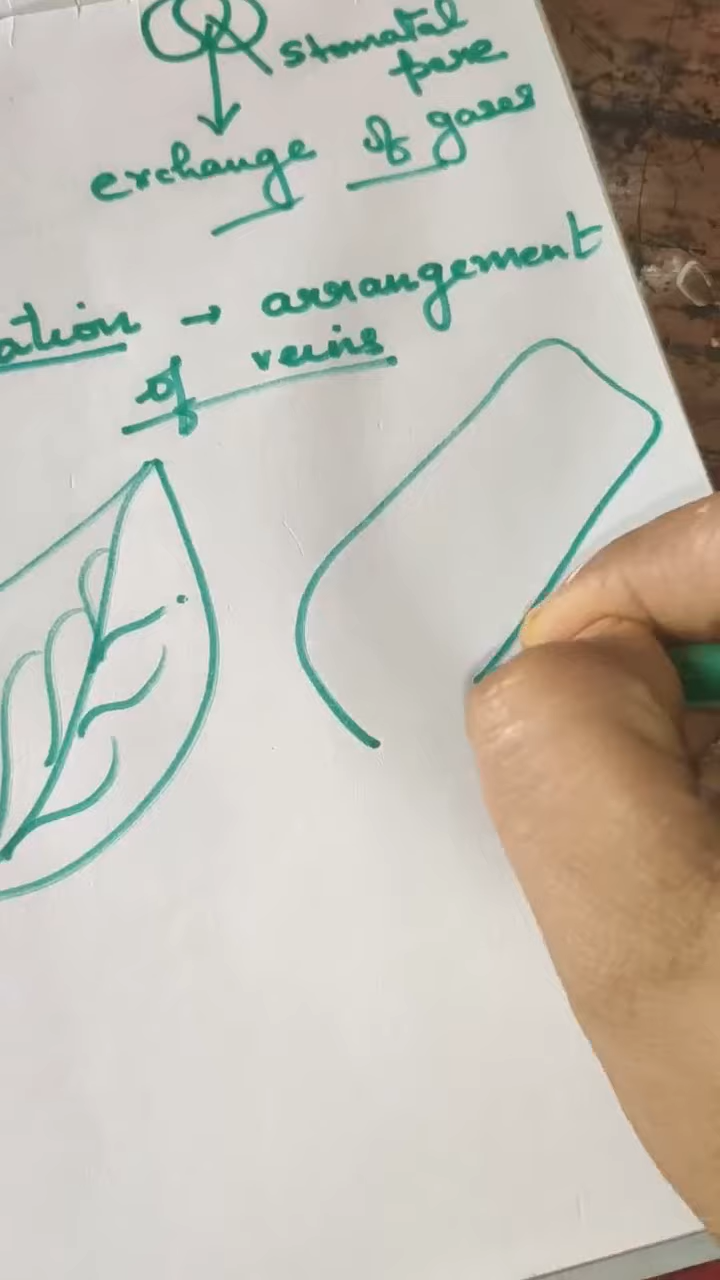 stomatal
pore
exchange of gases
ation → arrangement
of veins